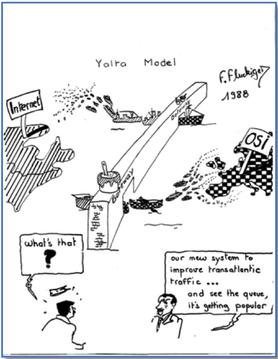 Yalta Model
F. Fluckiger
1988
Internet
OSI
what's that
?
our new system to
improve transatlentic
traffic ...
and see the queue,
it's getting popular